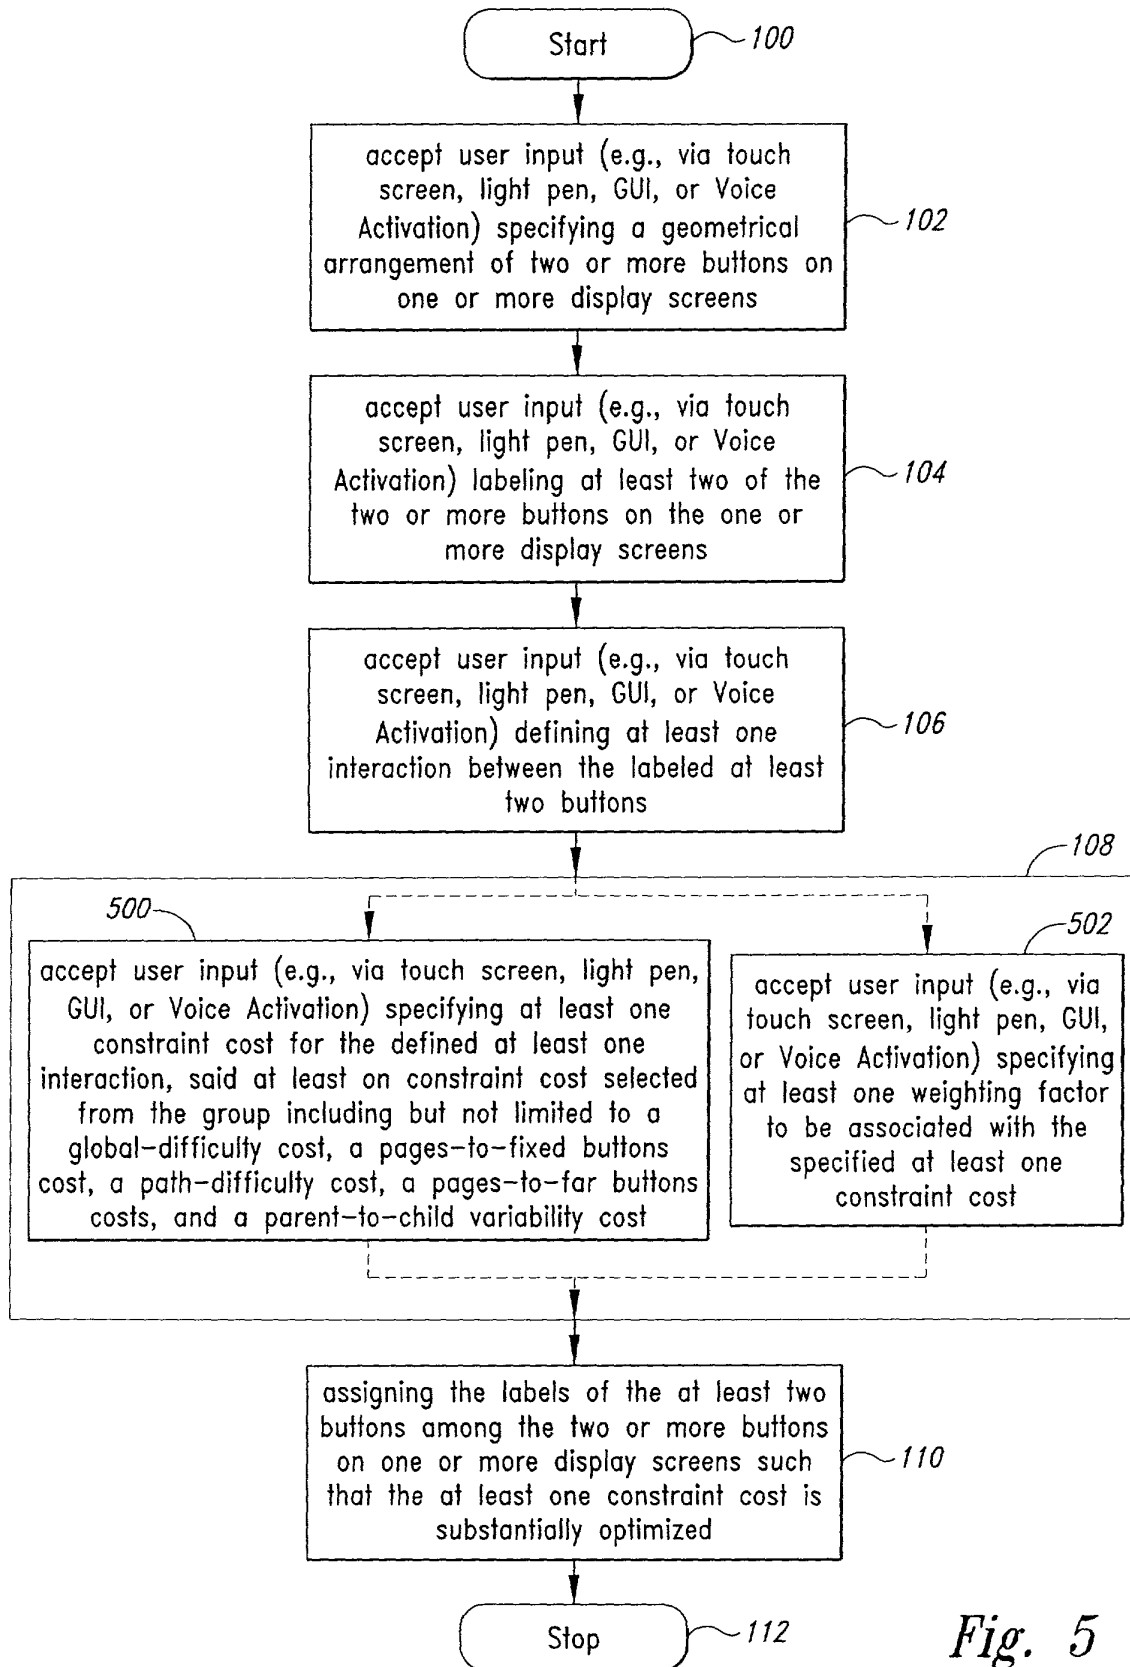 Start
100
accept user input (e.g., via touch
screen, light pen, GUI, or Voice
Activation) specifying a geometrical
arrangement of two or more buttons on
one or more display screens
102
accept user input (e.g., via touch
screen, light pen, GUI, or Voice
Activation) labeling at least two of the
two or more buttons on the one or
more display screens
104
accept user input (e.g., via touch
screen, light pen, GUI, or Voice
Activation) defining at least one
interaction between the labeled at least
two buttons
106
108
500
accept user input (e.g., via touch screen, light pen,
GUI, or Voice Activation) specifying at least one
constraint cost for the defined at least one
interaction, said at least on constraint cost selected
from the group including but not limited to a
global-difficulty cost, a pages-to-fixed buttons
cost, a path-difficulty cost, a pages-to-far buttons
costs, and a parent-to-child variability cost
502
accept user input (e.g., via
touch screen, light pen, GUI,
or Voice Activation) specifying
at least one weighting factor
to be associated with the
specified at least one
constraint cost
assigning the labels of the at least two
buttons among the two or more buttons
on one or more display screens such
that the at least one constraint cost is
substantially optimized
110
Stop
112
Fig. 5